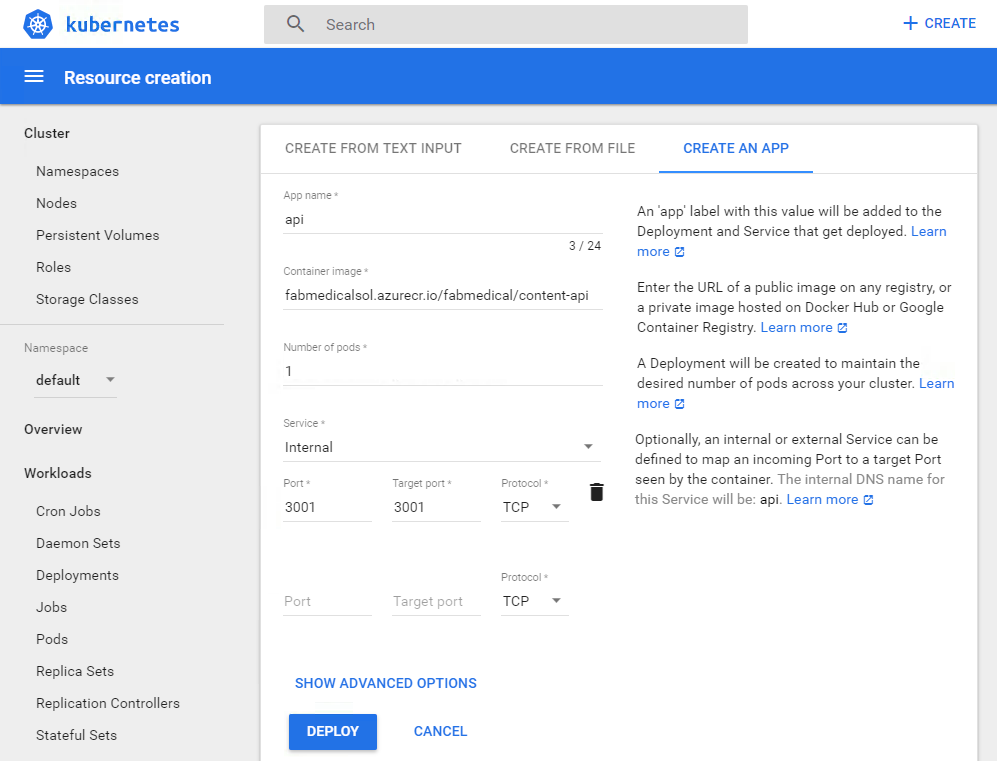 kubernetes
Search
CREATE
Resource creation
Cluster
Namespaces
Nodes
Persistent Volumes
Roles
Storage Classes
Namespace
default
Overview
Workloads
Cron Jobs
Daemon Sets
Deployments
Jobs
Pods
Replica Sets
Replication Controllers
Stateful Sets
CREATE FROM TEXT INPUT
CREATE FROM FILE
CREATE AN APP
App name *
api
3 / 24
An 'app' label with this value will be added to the
Deployment and Service that get deployed. Learn
more
Container image *
fabmedicalsol.azurecr.io/fabmedical/content-api
Enter the URL of a public image on any registry, or
a private image hosted on Docker Hub or Google
Container Registry. Learn more
Number of pods *
1
A Deployment will be created to maintain the
desired number of pods across your cluster. Learn
more
Service *
Internal
Optionally, an internal or external Service can be
defined to map an incoming Port to a target Port
seen by the container. The internal DNS name for
this Service will be: api. Learn more
Port * Target port * Protocol *
3001 3001 TCP
Protocol *
Port Target port TCP
SHOW ADVANCED OPTIONS
DEPLOY CANCEL